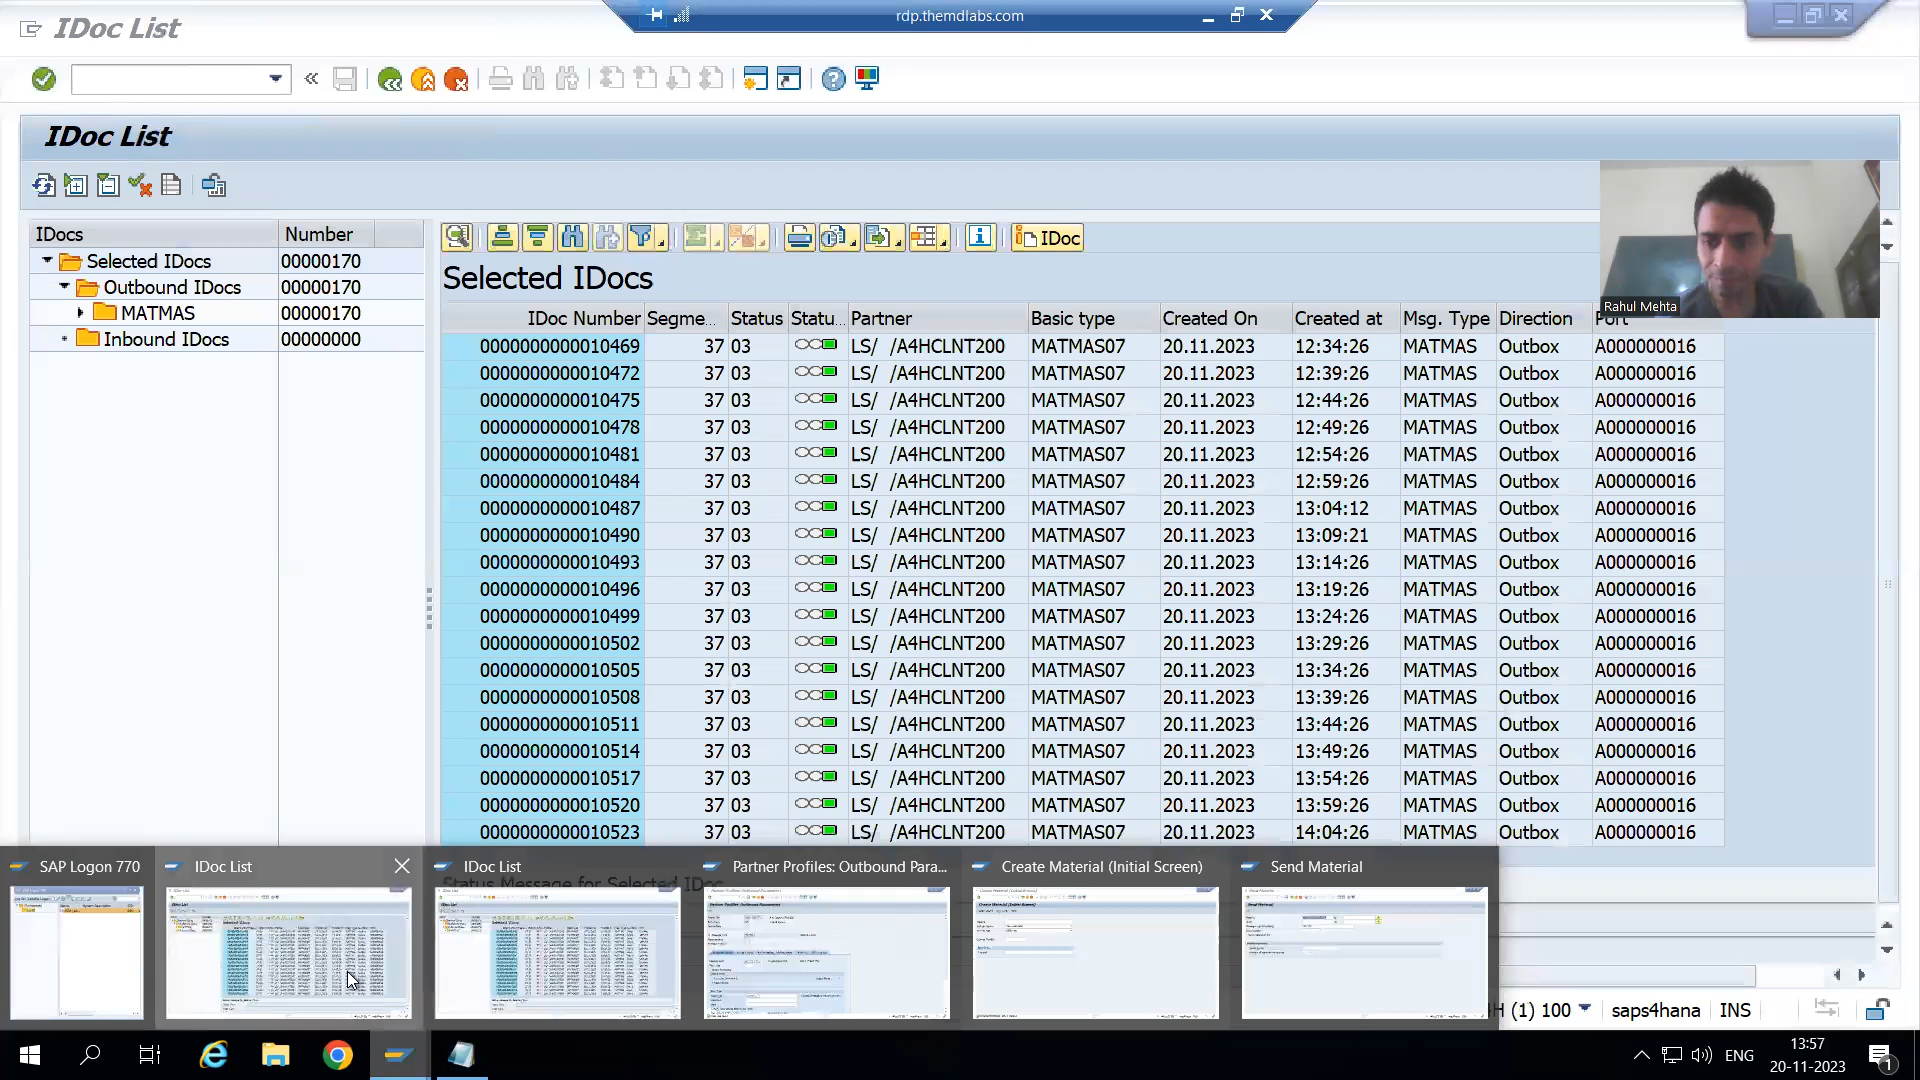 IDoc List
rdp.themdlabs.com
IDoc List
IDocs Number
Selected IDocs 00000170
Outbound IDocs 00000170
MATMAS 00000170
Inbound IDocs 00000000
IDoc
Selected IDocs
IDoc Number Segme... Status Statu... Partner Basic type Created On Created at Msg. Type Direction Port
0000000000010469 37 03 LS/ /A4HCLNT200 MATMAS07 20.11.2023 12:34:26 MATMAS Outbox A000000016
0000000000010472 37 03 LS/ /A4HCLNT200 MATMAS07 20.11.2023 12:39:26 MATMAS Outbox A000000016
0000000000010475 37 03 LS/ /A4HCLNT200 MATMAS07 20.11.2023 12:44:26 MATMAS Outbox A000000016
0000000000010478 37 03 LS/ /A4HCLNT200 MATMAS07 20.11.2023 12:49:26 MATMAS Outbox A000000016
0000000000010481 37 03 LS/ /A4HCLNT200 MATMAS07 20.11.2023 12:54:26 MATMAS Outbox A000000016
0000000000010484 37 03 LS/ /A4HCLNT200 MATMAS07 20.11.2023 12:59:26 MATMAS Outbox A000000016
0000000000010487 37 03 LS/ /A4HCLNT200 MATMAS07 20.11.2023 13:04:12 MATMAS Outbox A000000016
0000000000010490 37 03 LS/ /A4HCLNT200 MATMAS07 20.11.2023 13:09:21 MATMAS Outbox A000000016
0000000000010493 37 03 LS/ /A4HCLNT200 MATMAS07 20.11.2023 13:14:26 MATMAS Outbox A000000016
0000000000010496 37 03 LS/ /A4HCLNT200 MATMAS07 20.11.2023 13:19:26 MATMAS Outbox A000000016
0000000000010499 37 03 LS/ /A4HCLNT200 MATMAS07 20.11.2023 13:24:26 MATMAS Outbox A000000016
0000000000010502 37 03 LS/ /A4HCLNT200 MATMAS07 20.11.2023 13:29:26 MATMAS Outbox A000000016
0000000000010505 37 03 LS/ /A4HCLNT200 MATMAS07 20.11.2023 13:34:26 MATMAS Outbox A000000016
0000000000010508 37 03 LS/ /A4HCLNT200 MATMAS07 20.11.2023 13:39:26 MATMAS Outbox A000000016
0000000000010511 37 03 LS/ /A4HCLNT200 MATMAS07 20.11.2023 13:44:26 MATMAS Outbox A000000016
0000000000010514 37 03 LS/ /A4HCLNT200 MATMAS07 20.11.2023 13:49:26 MATMAS Outbox A000000016
0000000000010517 37 03 LS/ /A4HCLNT200 MATMAS07 20.11.2023 13:54:26 MATMAS Outbox A000000016
0000000000010520 37 03 LS/ /A4HCLNT200 MATMAS07 20.11.2023 13:59:26 MATMAS Outbox A000000016
0000000000010523 37 03 LS/ /A4HCLNT200 MATMAS07 20.11.2023 14:04:26 MATMAS Outbox A000000016
Rahul Mehta
SAP Logon 770 IDoc List IDoc List Partner Profiles: Outbound Para... Create Material (Initial Screen) Send Material
Status Message for Selected IDoc
(1) 100 saps4hana INS
ENG 13:57
20-11-2023
1